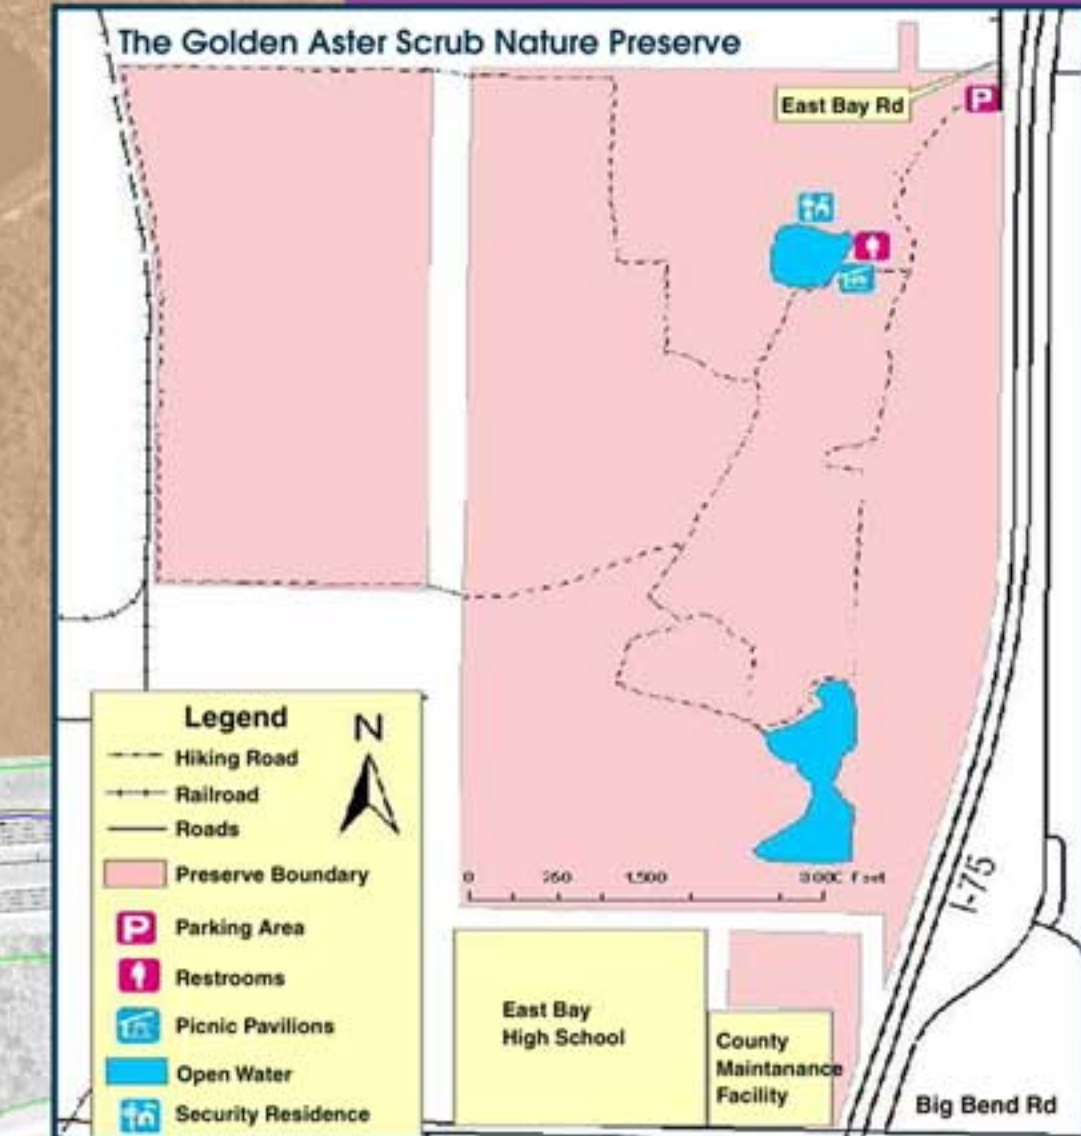 The Golden Aster Scrub Nature Preserve
East Bay Rd
P
Legend
N
Hiking Road
Railroad
Roads
Preserve Boundary
P
Parking Area
Restrooms
Picnic Pavilions
Open Water
Security Residence
0
1,500
Feet
I-75
East Bay
High School
County
Maintanance
Facility
Big Bend Rd